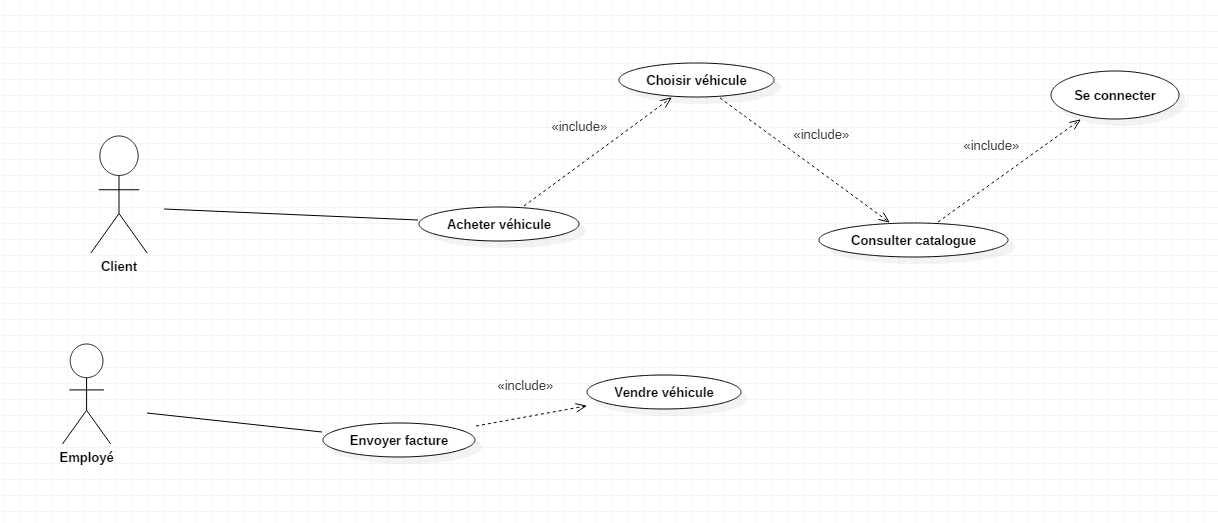 Choisir véhicule
Se connecter
«include»
«include»
«include»
Acheter véhicule
Consulter catalogue
Client
«include»
Vendre véhicule
Envoyer facture
Employé